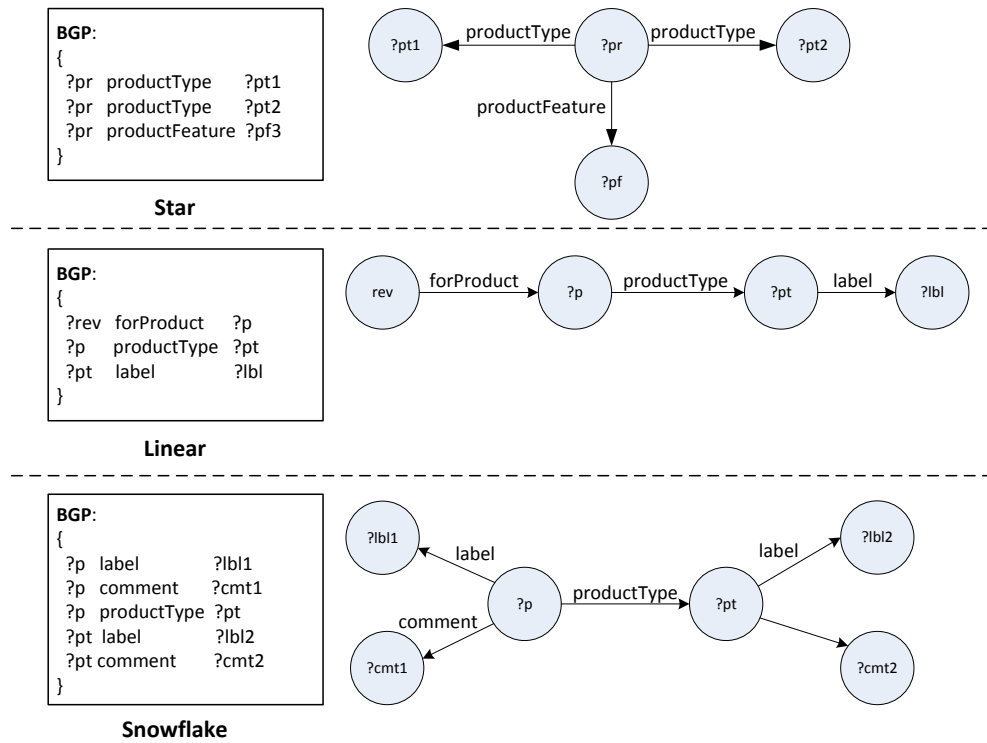 BGP:
{
?pr productType ?pt1
?pr productType ?pt2
?pr productFeature ?pf3
}
Star
?pt1 productType ?pr productType ?pt2
productFeature
?pf
BGP:
{
?rev forProduct ?p
?p productType ?pt
?pt label ?lbl
}
Linear
rev forProduct ?p productType ?pt label ?lbl
BGP:
{
?p label ?lbl1
?p comment ?cmt1
?p productType ?pt
?pt label ?lbl2
?pt comment ?cmt2
}
Snowflake
?lbl1 ?lbl2
label label
?p productType ?pt
comment
?cmt1 ?cmt2